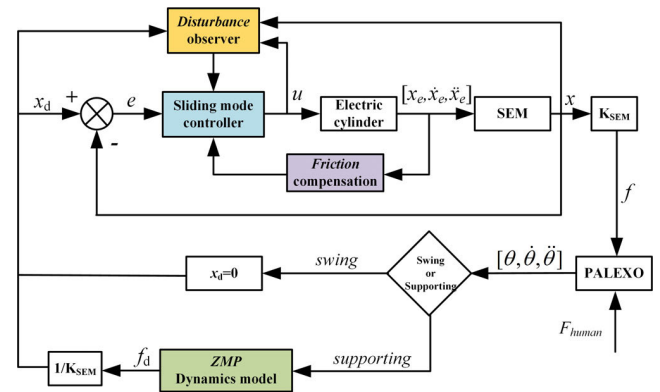 Disturbance
observer
x_d
+
e
-
Sliding mode
controller
u
Electric
cylinder
[x_e, ẋ_e, ẍ_e]
SEM
x
K_SEM
Friction
compensation
f
x_d=0
swing
Swing
or
Supporting
[θ, θ̇, θ̈]
PALEXO
F_human
1/K_SEM
f_d
ZMP
Dynamics model
supporting